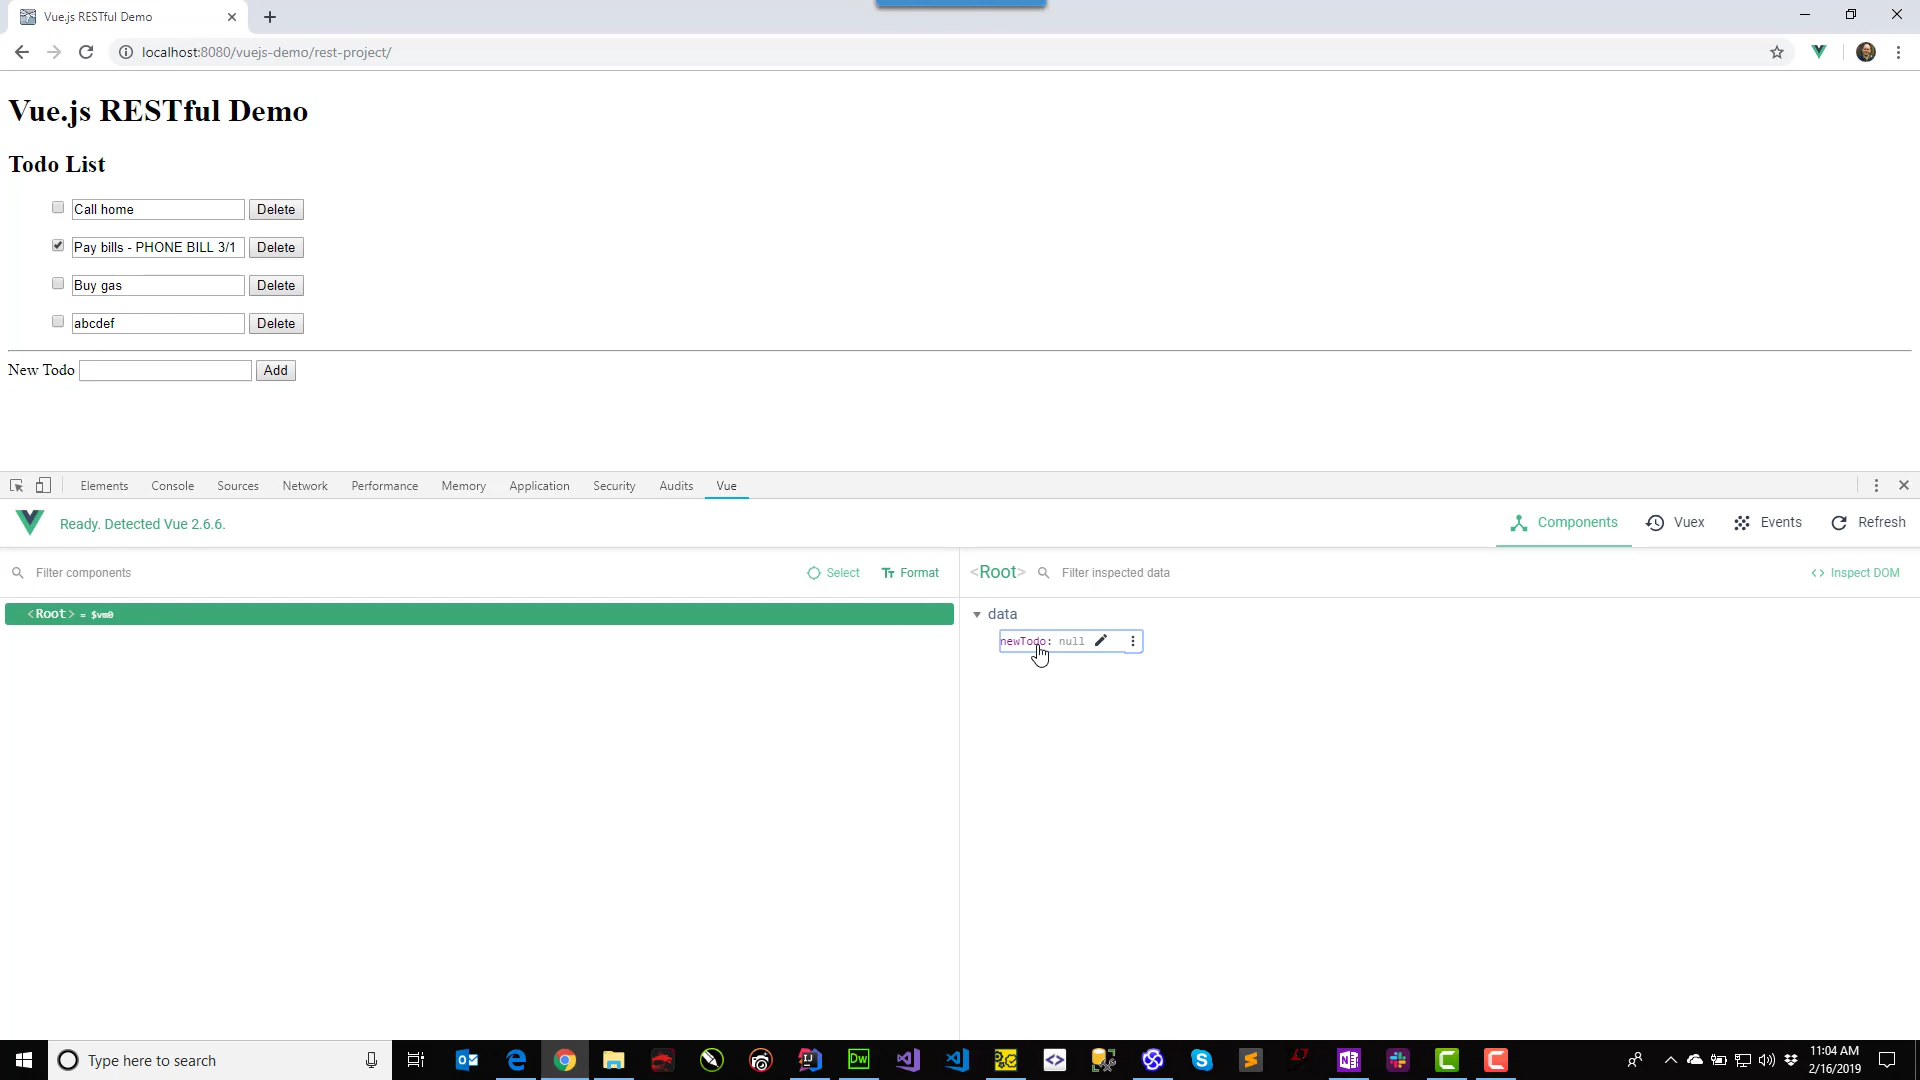 Vue.js RESTful Demo
localhost:8080/vuejs-demo/rest-project/
Vue.js RESTful Demo
Todo List
Call home Delete
Pay bills - PHONE BILL 3/1 Delete
Buy gas Delete
abcdef Delete
New Todo Add
Elements Console Sources Network Performance Memory Application Security Audits Vue
Ready. Detected Vue 2.6.6. Components Vuex Events Refresh
Filter components Select Format <Root> Filter inspected data Inspect DOM
<Root> = $vm0
data
newTodo: null
Type here to search
11:04 AM
2/16/2019